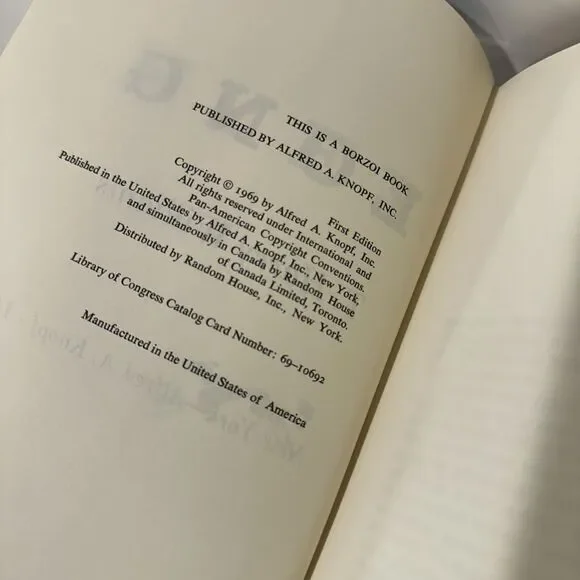 THIS IS A BORZOI BOOK
PUBLISHED BY ALFRED A. KNOPF, INC.
First Edition
Copyright © 1969 by Alfred A. Knopf, Inc.
All rights reserved under International and
Pan-American Copyright Conventions.
Published in the United States by Alfred A. Knopf, Inc., New York,
and simultaneously in Canada by Random House
of Canada Limited, Toronto.
Distributed by Random House, Inc., New York.
Library of Congress Catalog Card Number: 69–10692
Manufactured in the United States of America